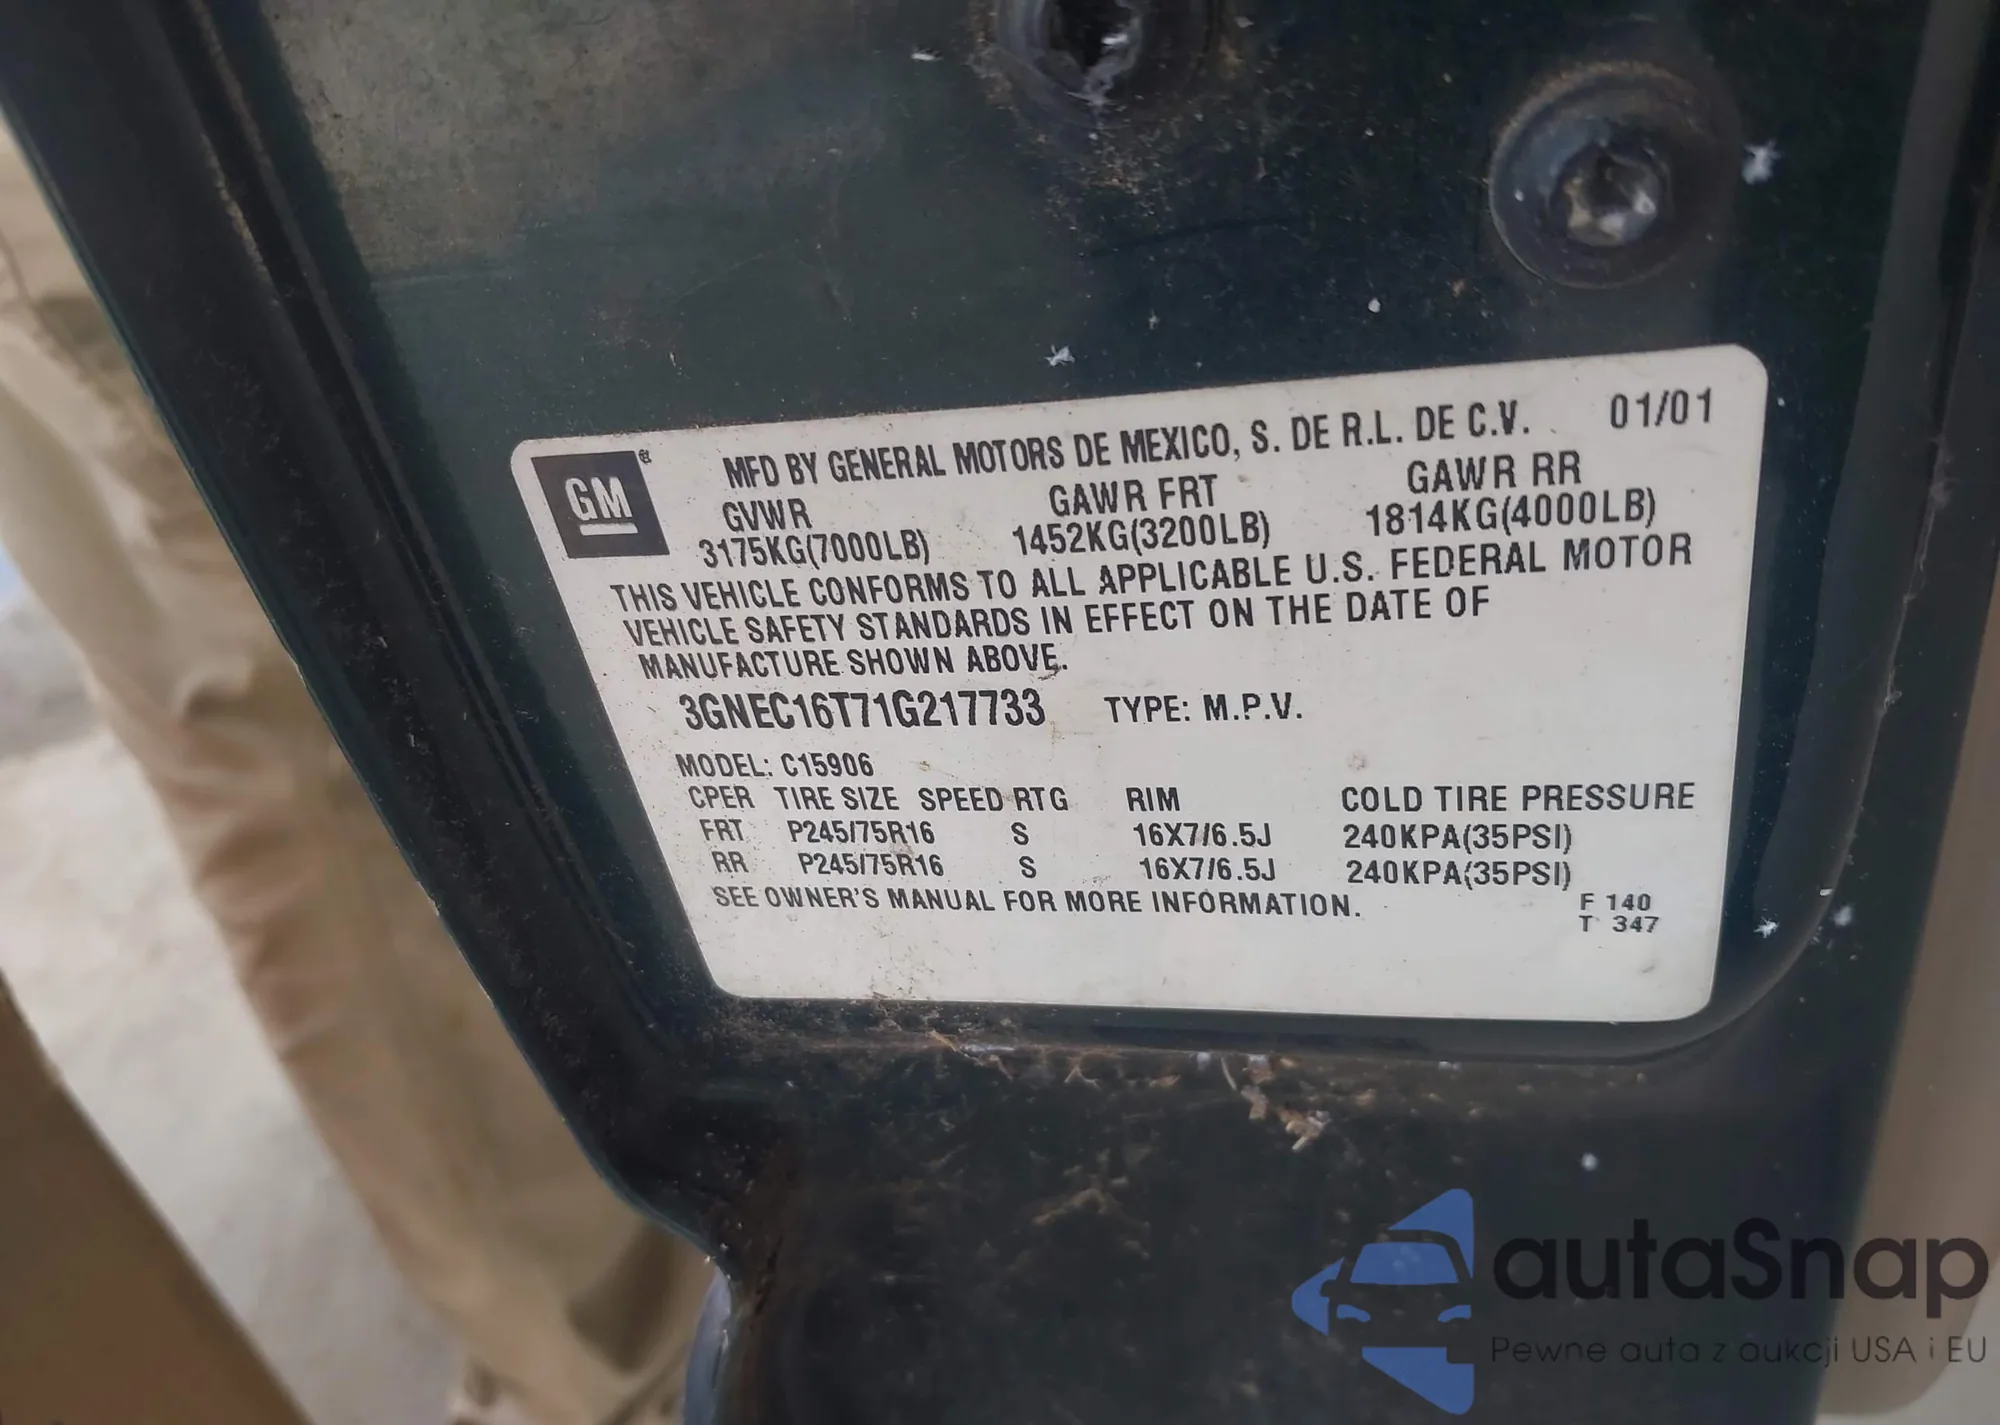 MFD BY GENERAL MOTORS DE MEXICO, S. DE R.L. DE C.V. 01/01
GM
GVWR GAWR FRT GAWR RR
3175KG(7000LB) 1452KG(3200LB) 1814KG(4000LB)
THIS VEHICLE CONFORMS TO ALL APPLICABLE U.S. FEDERAL MOTOR
VEHICLE SAFETY STANDARDS IN EFFECT ON THE DATE OF
MANUFACTURE SHOWN ABOVE.
3GNEC16T71G217733 TYPE: M.P.V.
MODEL: C15906
CPER TIRE SIZE SPEED RTG RIM COLD TIRE PRESSURE
FRT P245/75R16 S 16X7/6.5J 240KPA(35PSI)
RR P245/75R16 S 16X7/6.5J 240KPA(35PSI)
SEE OWNER'S MANUAL FOR MORE INFORMATION.
F 140
T 347
autaSnap
Pewne auta z aukcji USA i EU